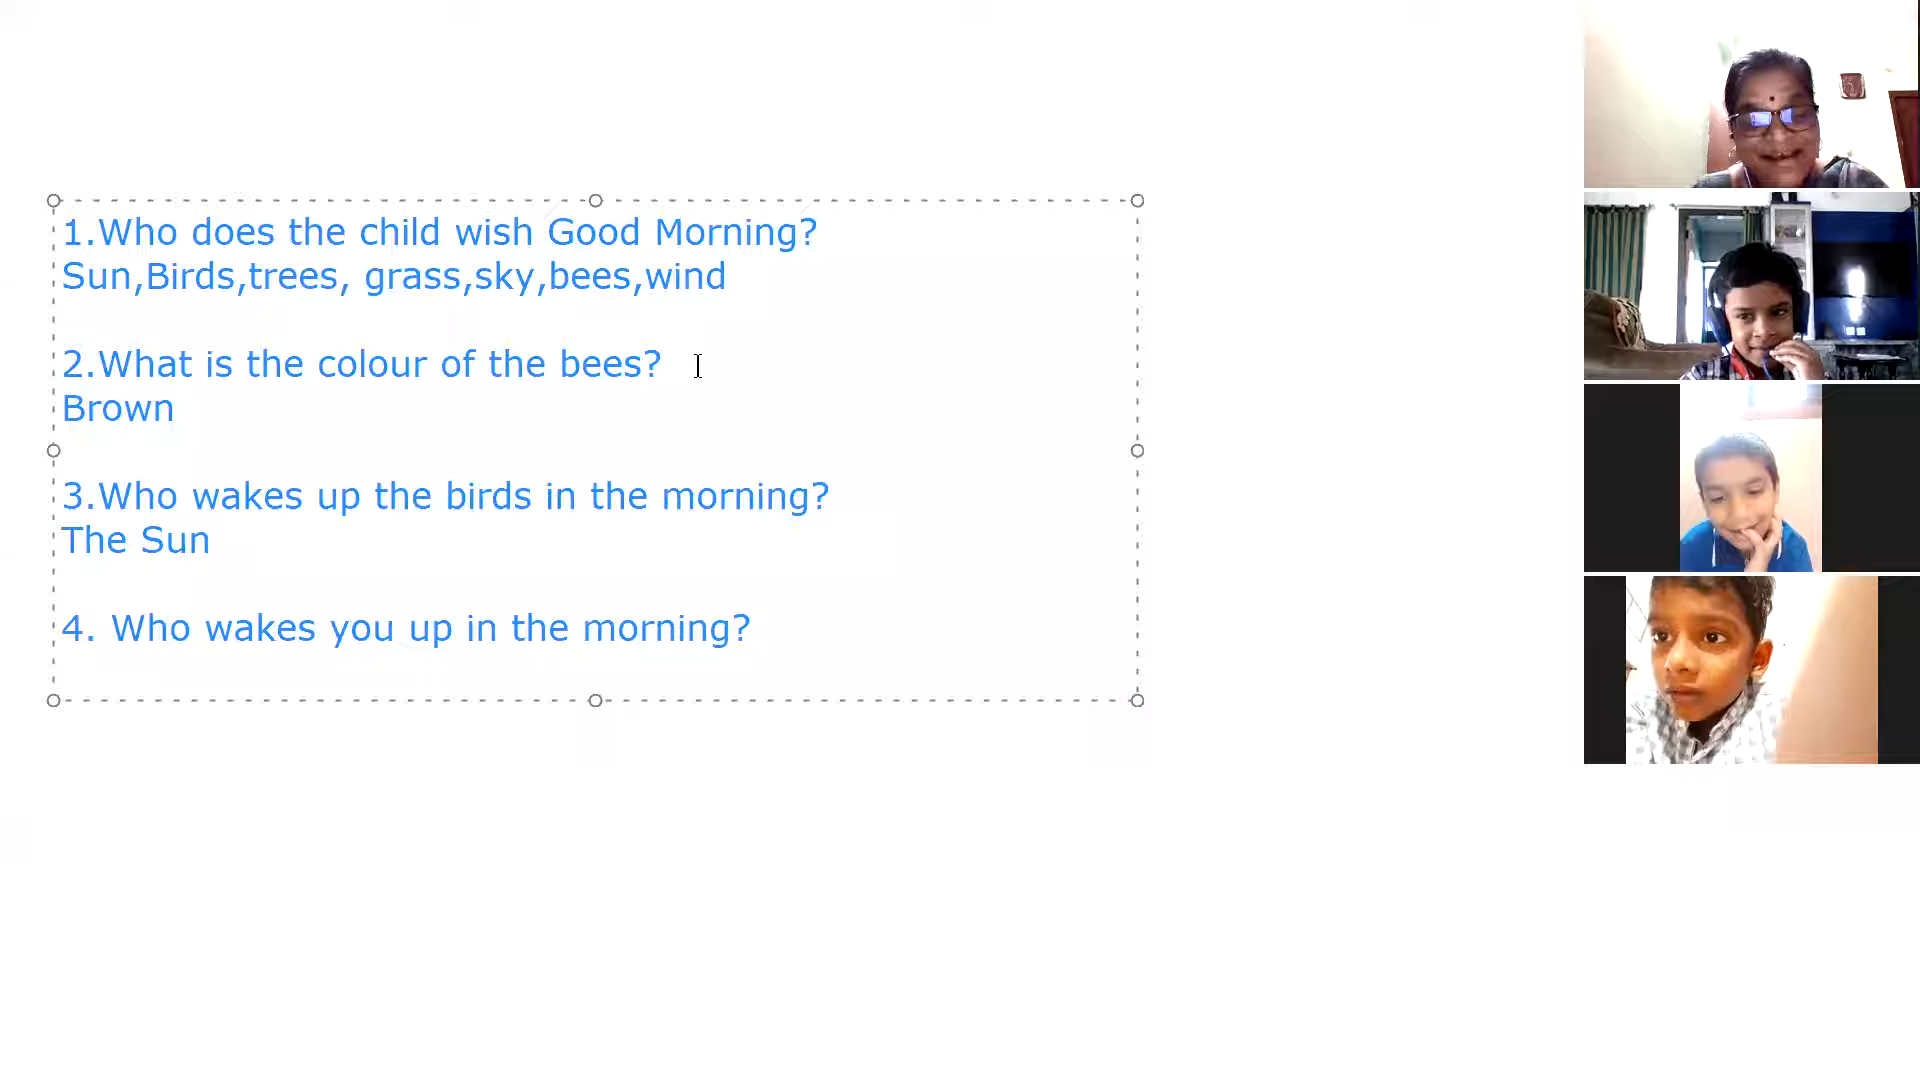 1.Who does the child wish Good Morning?
Sun,Birds,trees, grass,sky,bees,wind
2.What is the colour of the bees?
Brown
3.Who wakes up the birds in the morning?
The Sun
4. Who wakes you up in the morning?